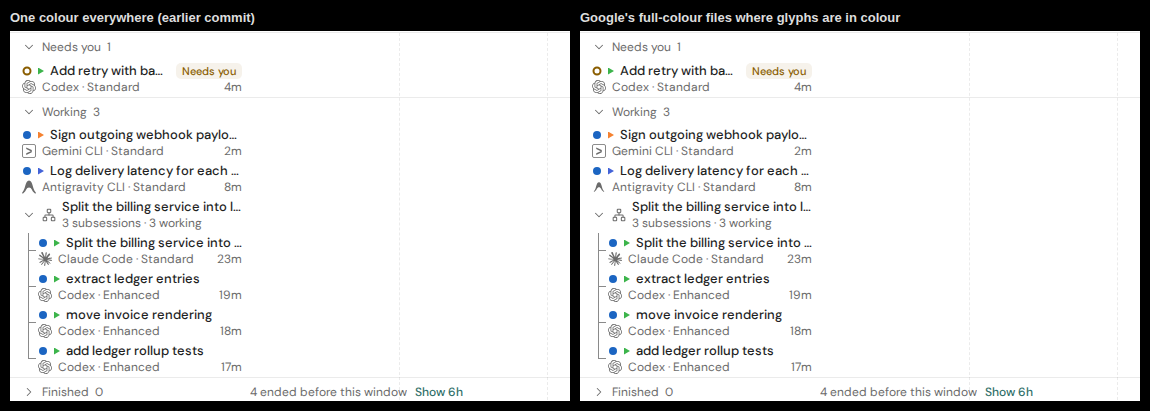 One colour everywhere (earlier commit)
Needs you 1
Add retry with ba... Needs you
Codex · Standard 4m
Working 3
Sign outgoing webhook paylo...
Gemini CLI · Standard 2m
Log delivery latency for each ...
Antigravity CLI · Standard 8m
Split the billing service into l...
3 subsessions · 3 working
Split the billing service into ...
Claude Code · Standard 23m
extract ledger entries
Codex · Enhanced 19m
move invoice rendering
Codex · Enhanced 18m
add ledger rollup tests
Codex · Enhanced 17m
Finished 0 4 ended before this window Show 6h
Google's full-colour files where glyphs are in colour
Needs you 1
Add retry with ba... Needs you
Codex · Standard 4m
Working 3
Sign outgoing webhook paylo...
Gemini CLI · Standard 2m
Log delivery latency for each ...
Antigravity CLI · Standard 8m
Split the billing service into l...
3 subsessions · 3 working
Split the billing service into ...
Claude Code · Standard 23m
extract ledger entries
Codex · Enhanced 19m
move invoice rendering
Codex · Enhanced 18m
add ledger rollup tests
Codex · Enhanced 17m
Finished 0 4 ended before this window Show 6h